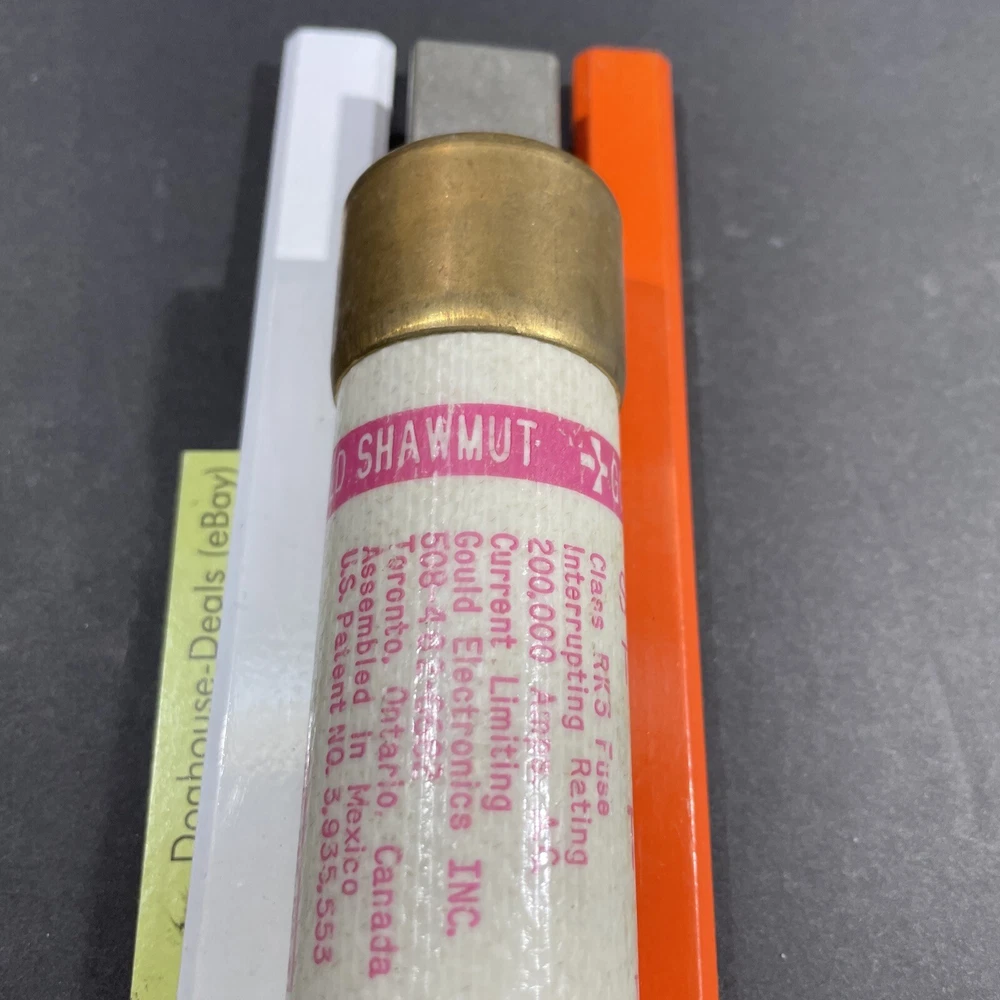 D SHAWMUT G
Class RK5 Fuse
Interrupting Rating
200,000 Amps A.C.
Current Limiting
Gould Electronics INC.
Toronto, Ontario, Canada
Assembled in Mexico
U.S. Patent NO. 3,935,553
Doghouse-Deals (eBay)